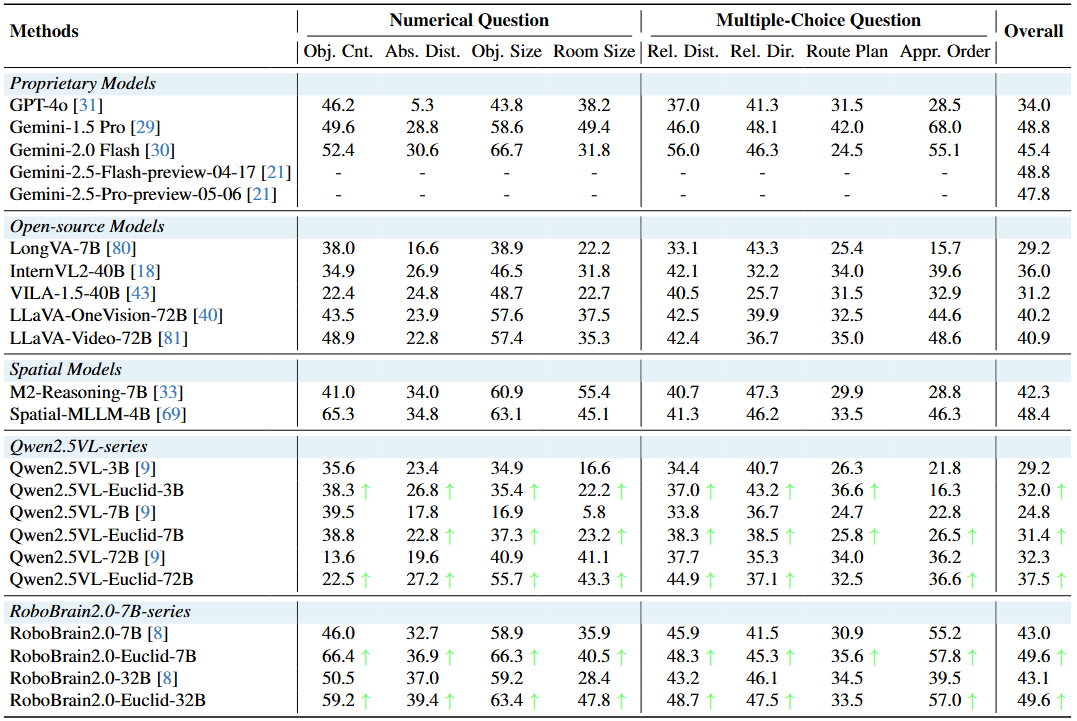 Methods Numerical Question Multiple-Choice Question Overall
Obj. Cnt. Abs. Dist. Obj. Size Room Size Rel. Dist. Rel. Dir. Route Plan Appr. Order
Proprietary Models
GPT-4o [31] 46.2 5.3 43.8 38.2 37.0 41.3 31.5 28.5 34.0
Gemini-1.5 Pro [29] 49.6 28.8 58.6 49.4 46.0 48.1 42.0 68.0 48.8
Gemini-2.0 Flash [30] 52.4 30.6 66.7 31.8 56.0 46.3 24.5 55.1 45.4
Gemini-2.5-Flash-preview-04-17 [21] - - - - - - - - 48.8
Gemini-2.5-Pro-preview-05-06 [21] - - - - - - - - 47.8
Open-source Models
LongVA-7B [80] 38.0 16.6 38.9 22.2 33.1 43.3 25.4 15.7 29.2
InternVL2-40B [18] 34.9 26.9 46.5 31.8 42.1 32.2 34.0 39.6 36.0
VILA-1.5-40B [43] 22.4 24.8 48.7 22.7 40.5 25.7 31.5 32.9 31.2
LLaVA-OneVision-72B [40] 43.5 23.9 57.6 37.5 42.5 39.9 32.5 44.6 40.2
LLaVA-Video-72B [81] 48.9 22.8 57.4 35.3 42.4 36.7 35.0 48.6 40.9
Spatial Models
M2-Reasoning-7B [33] 41.0 34.0 60.9 55.4 40.7 47.3 29.9 28.8 42.3
Spatial-MLLM-4B [69] 65.3 34.8 63.1 45.1 41.3 46.2 33.5 46.3 48.4
Qwen2.5VL-series
Qwen2.5VL-3B [9] 35.6 23.4 34.9 16.6 34.4 40.7 26.3 21.8 29.2
Qwen2.5VL-Euclid-3B 38.3 ↑ 26.8 ↑ 35.4 ↑ 22.2 ↑ 37.0 ↑ 43.2 ↑ 36.6 ↑ 16.3 32.0 ↑
Qwen2.5VL-7B [9] 39.5 17.8 16.9 5.8 33.8 36.7 24.7 22.8 24.8
Qwen2.5VL-Euclid-7B 38.8 22.8 ↑ 37.3 ↑ 23.2 ↑ 38.3 ↑ 38.5 ↑ 25.8 ↑ 26.5 ↑ 31.4 ↑
Qwen2.5VL-72B [9] 13.6 19.6 40.9 41.1 37.7 35.3 34.0 36.2 32.3
Qwen2.5VL-Euclid-72B 22.5 ↑ 27.2 ↑ 55.7 ↑ 43.3 ↑ 44.9 ↑ 37.1 ↑ 32.5 36.6 ↑ 37.5 ↑
RoboBrain2.0-7B-series
RoboBrain2.0-7B [8] 46.0 32.7 58.9 35.9 45.9 41.5 30.9 55.2 43.0
RoboBrain2.0-Euclid-7B 66.4 ↑ 36.9 ↑ 66.3 ↑ 40.5 ↑ 48.3 ↑ 45.3 ↑ 35.6 ↑ 57.8 ↑ 49.6 ↑
RoboBrain2.0-32B [8] 50.5 37.0 59.2 28.4 43.2 46.1 34.5 39.5 43.1
RoboBrain2.0-Euclid-32B 59.2 ↑ 39.4 ↑ 63.4 ↑ 47.8 ↑ 48.7 ↑ 47.5 ↑ 33.5 57.0 ↑ 49.6 ↑